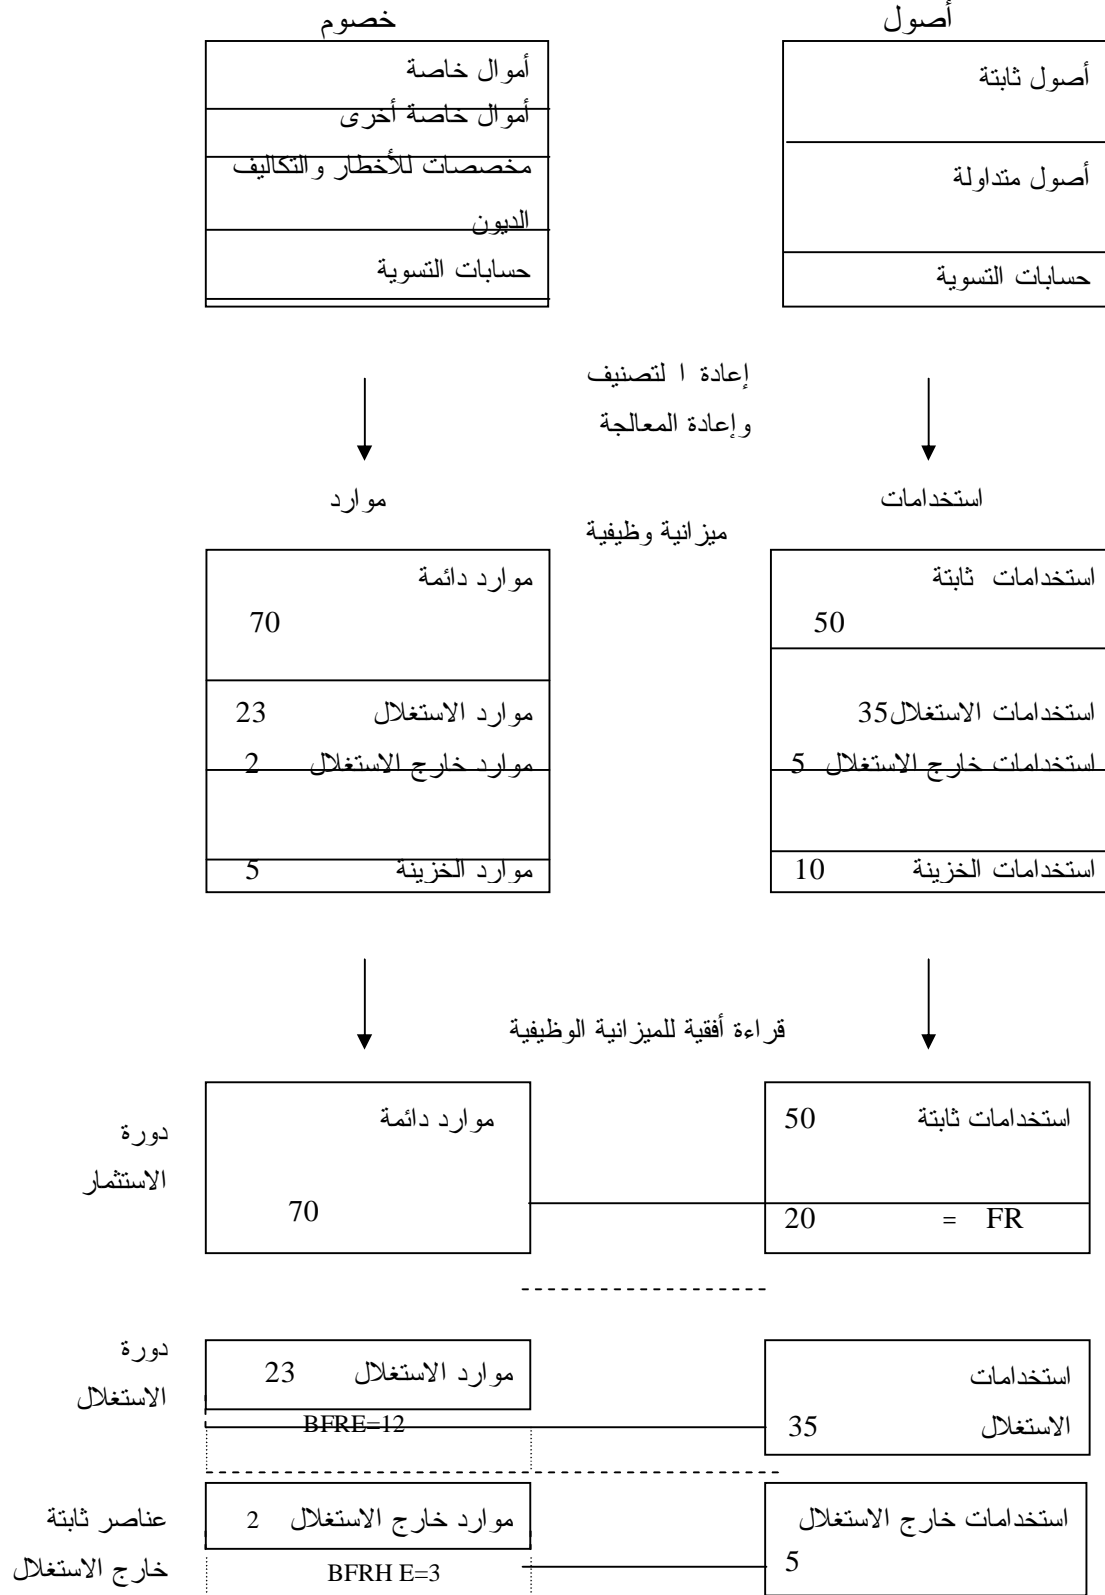 أصول
خصوم
أصول ثابتة
أصول متداولة
حسابات التسوية
أموال خاصة
أموال خاصة أخرى
مخصصات للأخطار والتكاليف
الديون
حسابات التسوية
إعادة ا لتصنيف
وإعادة المعالجة
استخدامات
موارد
ميزانية وظيفية
استخدامات ثابتة
50
استخدامات الاستغلال35
استخدامات خارج الاستغلال 5
استخدامات الخزينة 10
موارد دائمة
70
موارد الاستغلال 23
موارد خارج الاستغلال 2
موارد الخزينة 5
قراءة أفقية للميزانية الوظيفية
استخدامات ثابتة 50
FR = 20
موارد دائمة
70
دورة
الاستثمار
استخدامات
الاستغلال 35
موارد الاستغلال 23
BFRE=12
دورة
الاستغلال
استخدامات خارج الاستغلال
5
موارد خارج الاستغلال 2
BFRH E=3
عناصر ثابتة
خارج الاستغلال